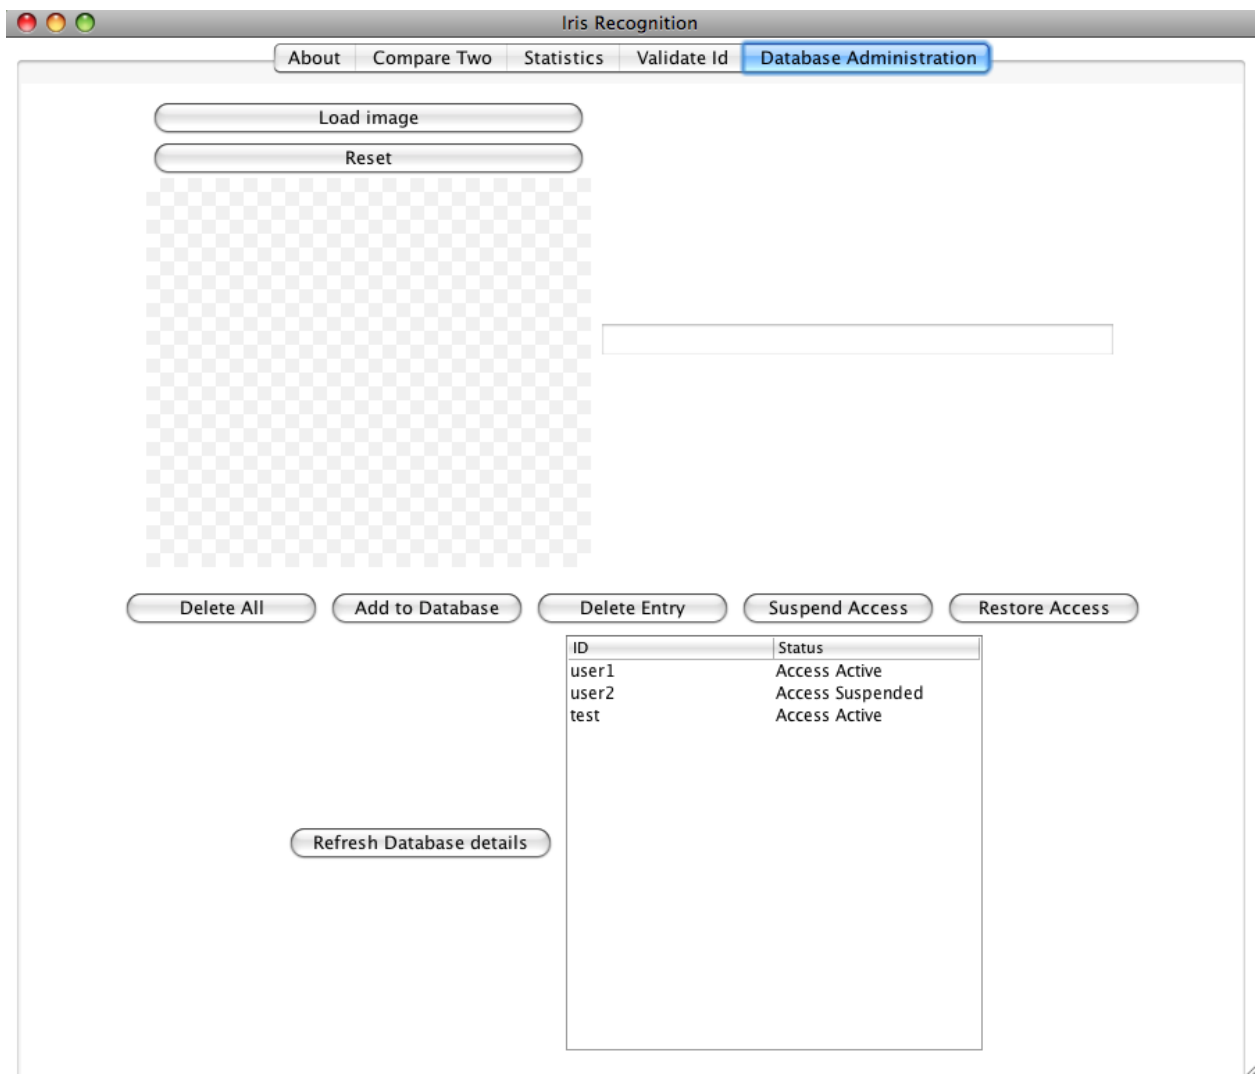 Iris Recognition
About Compare Two Statistics Validate Id Database Administration
Load image
Reset
Delete All Add to Database Delete Entry Suspend Access Restore Access
ID Status
user1 Access Active
user2 Access Suspended
test Access Active
Refresh Database details